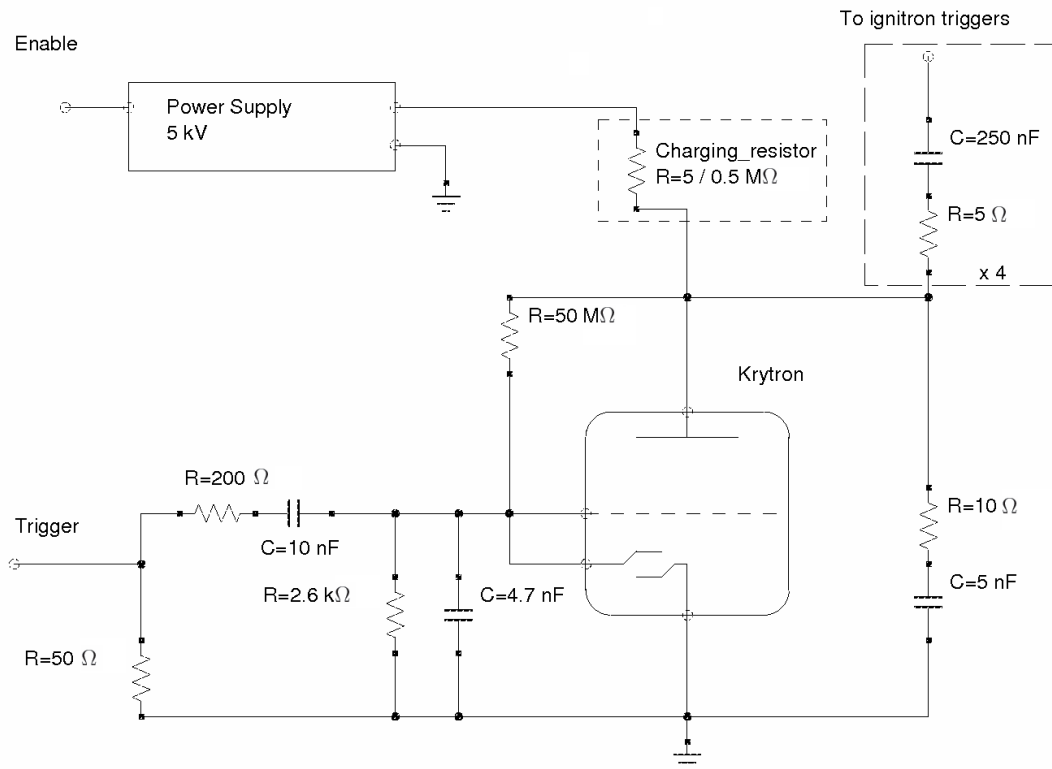 To ignitron triggers
Enable
Power Supply
5 kV
Charging_resistor
R=5 / 0.5 MΩ
C=250 nF
R=5 Ω
x 4
R=50 MΩ
Krytron
R=200 Ω
Trigger
C=10 nF
R=10 Ω
R=2.6 kΩ
C=4.7 nF
C=5 nF
R=50 Ω